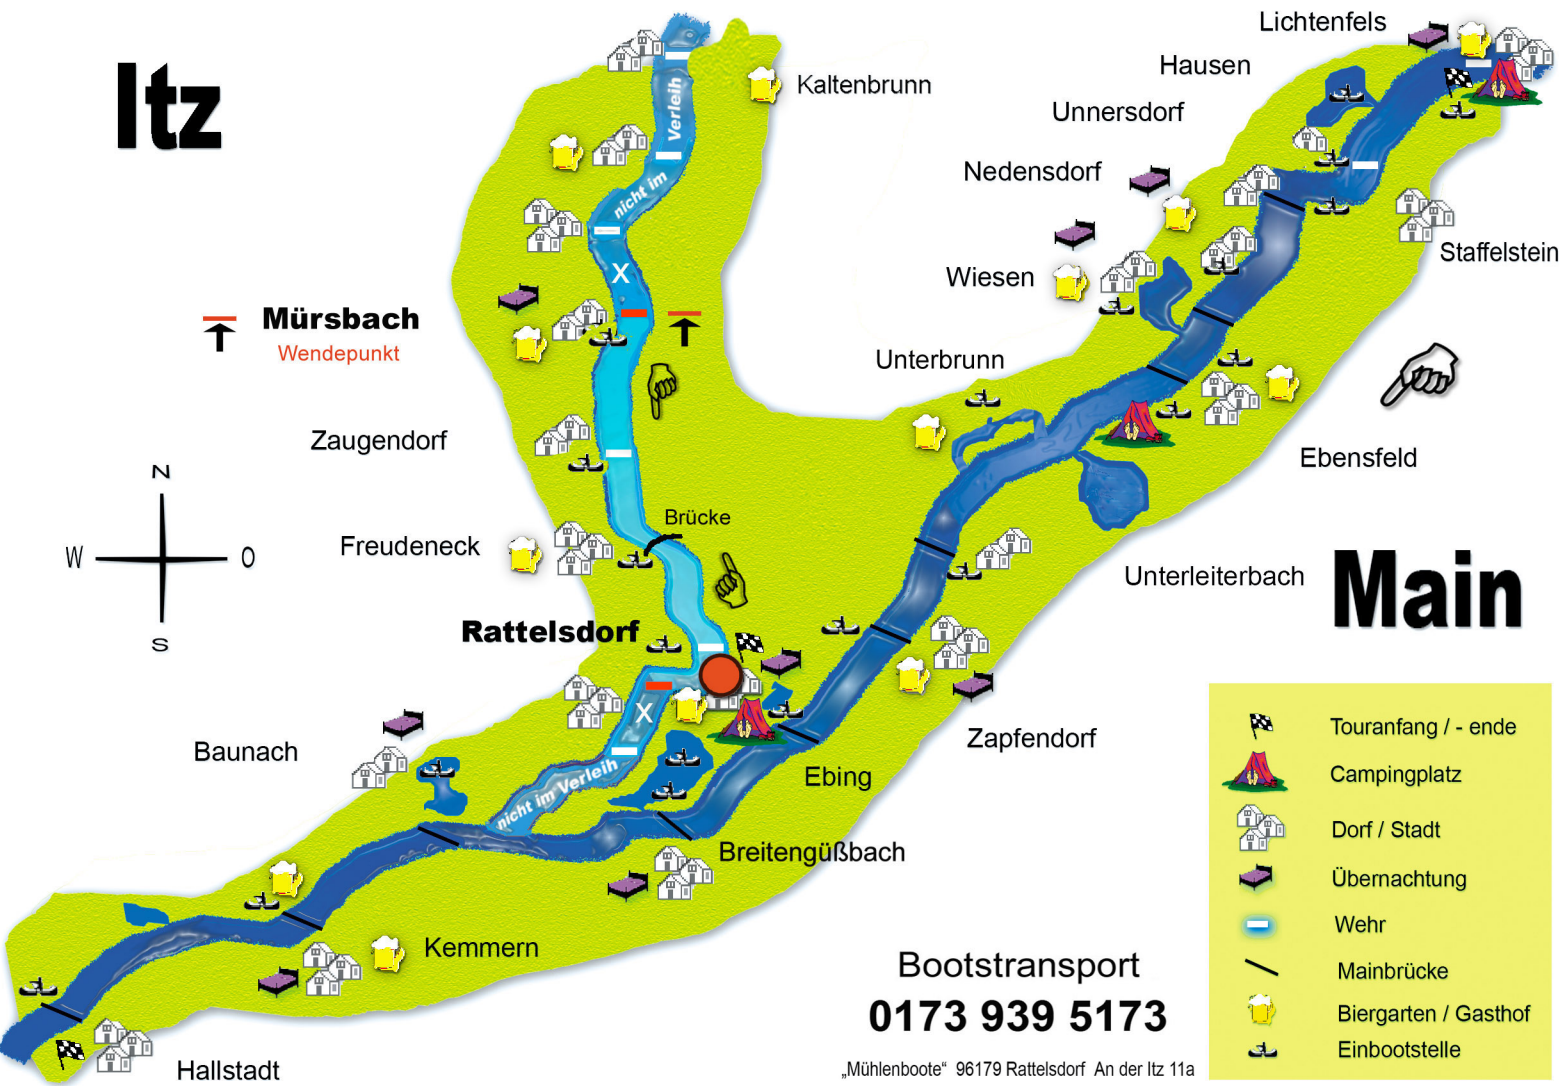 Itz
Lichtenfels
Hausen
Kaltenbrunn
Verleih
Unnersdorf
Nedensdorf
nicht im
Staffelstein
Wiesen
X
Mürsbach
Wendepunkt
Unterbrunn
Zaugendorf
Ebensfeld
N
W
O
S
Brücke
Freudeneck
Unterleiterbach
Main
Rattelsdorf
X
Baunach
Zapfendorf
Ebing
nicht im Verleih
Breitengüßbach
Kemmern
Hallstadt
Touranfang / - ende
Campingplatz
Dorf / Stadt
Übernachtung
Wehr
Mainbrücke
Biergarten / Gasthof
Einbootstelle
Bootstransport
0173 939 5173
„Mühlenboote“ 96179 Rattelsdorf An der Itz 11a